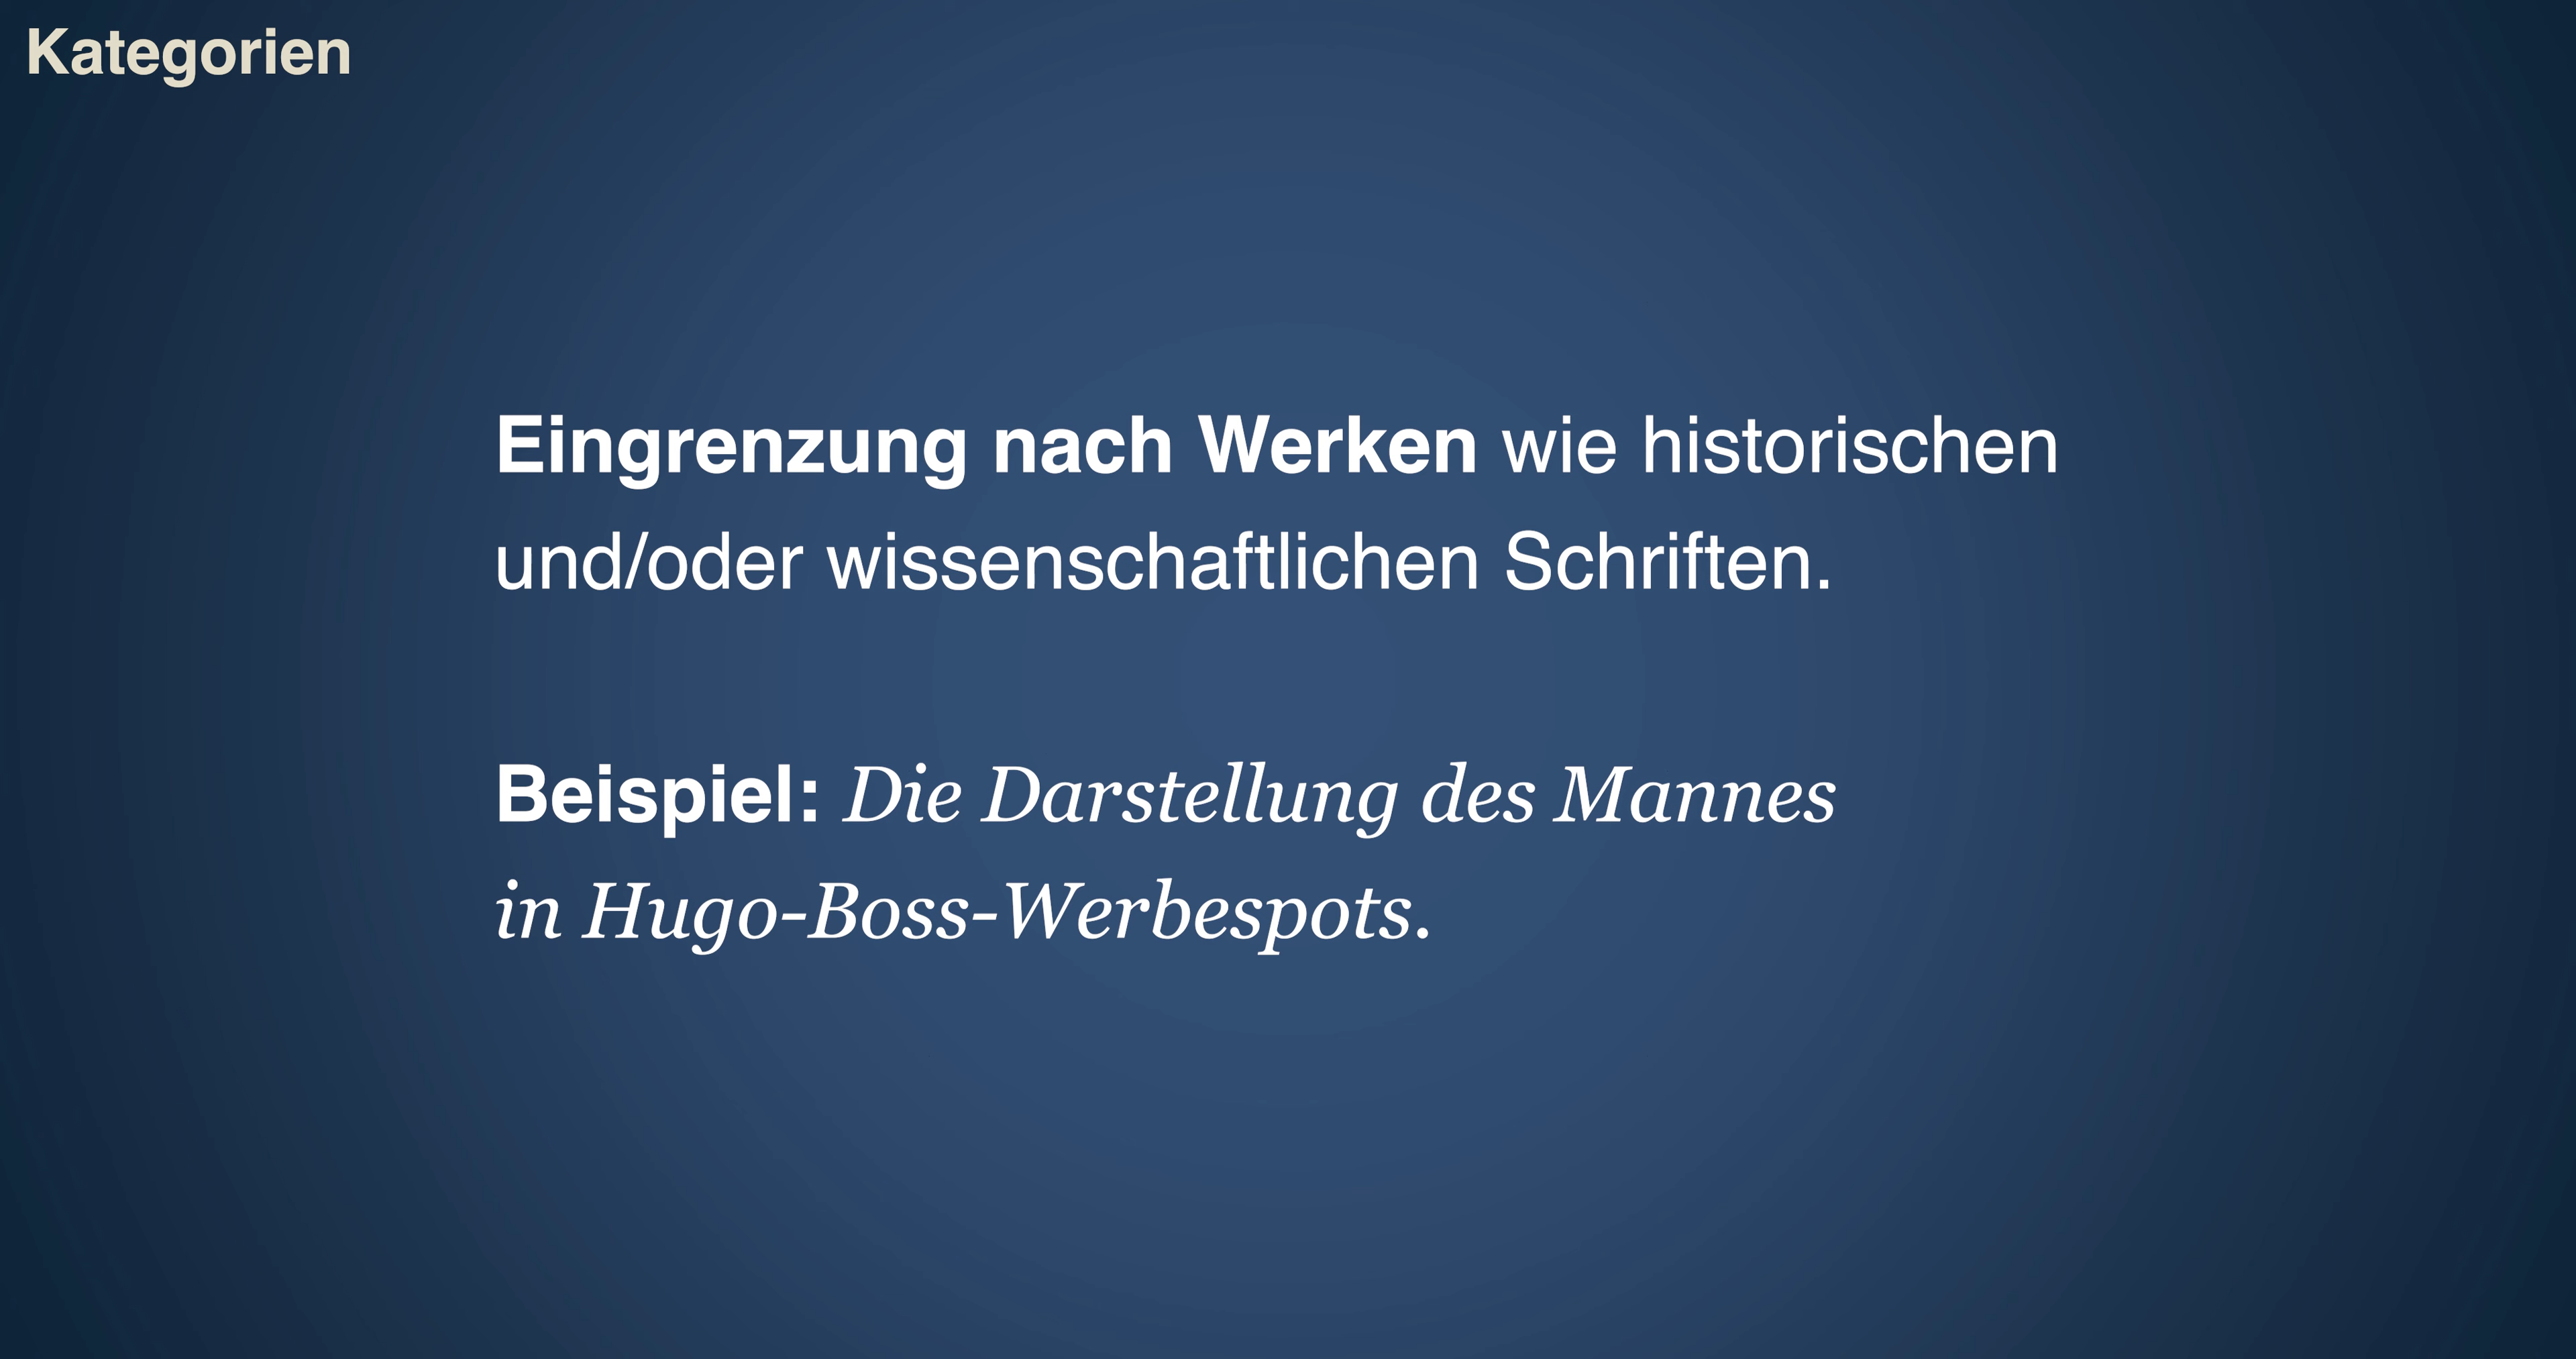 Kategorien
Eingrenzung nach Werken wie historischen
und/oder wissenschaftlichen Schriften.
Beispiel: Die Darstellung des Mannes
in Hugo-Boss-Werbespots.